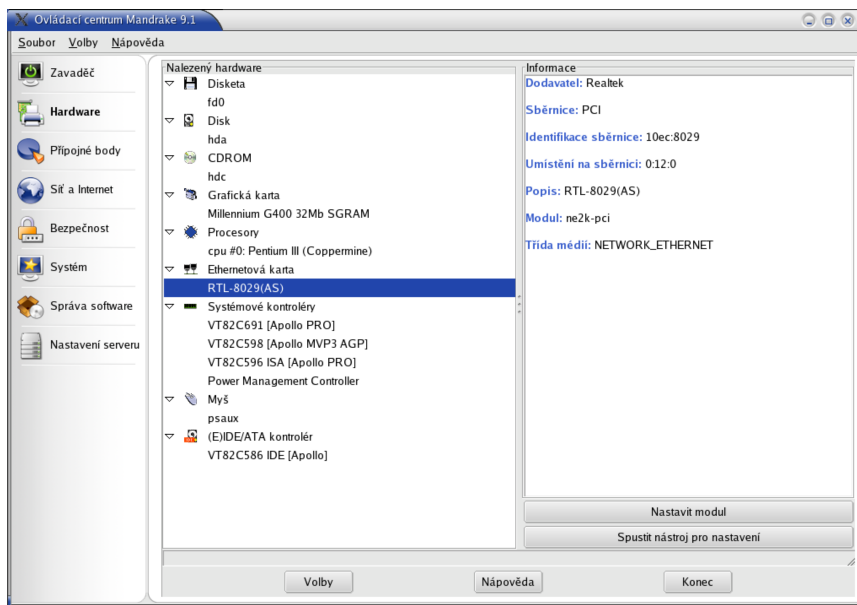 Ovládací centrum Mandrake 9.1
Soubor Volby Nápověda
Zavaděč
Hardware
Přípojné body
Síť a Internet
Bezpečnost
Systém
Správa software
Nastavení serveru
Nalezený hardware
Disketa
fd0
Disk
hda
CDROM
hdc
Grafická karta
Millennium G400 32Mb SGRAM
Procesory
cpu #0: Pentium III (Coppermine)
Ethernetová karta
RTL-8029(AS)
Systémové kontroléry
VT82C691 [Apollo PRO]
VT82C598 [Apollo MVP3 AGP]
VT82C596 ISA [Apollo PRO]
Power Management Controller
Myš
psaux
(E)IDE/ATA kontrolér
VT82C586 IDE [Apollo]
Informace
Dodavatel: Realtek
Sběrnice: PCI
Identifikace sběrnice: 10ec:8029
Umístění na sběrnici: 0:12:0
Popis: RTL-8029(AS)
Modul: ne2k-pci
Třída médií: NETWORK_ETHERNET
Nastavit modul
Spustit nástroj pro nastavení
Volby Nápověda Konec